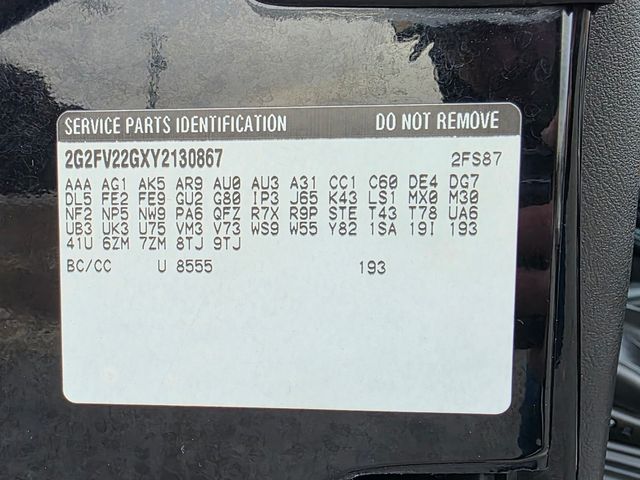 SERVICE PARTS IDENTIFICATION DO NOT REMOVE
2G2FV22GXY2130867 2FS87
AAA AG1 AK5 AR9 AU0 AU3 A31 CC1 C60 DE4 DG7
DL5 FE2 FE9 GU2 G80 IP3 J65 K43 LS1 MX0 M30
NF2 NP5 NW9 PA6 QFZ R7X R9P STE T43 T78 UA6
UB3 UK3 U75 VM3 V73 WS9 W55 Y82 1SA 19I 193
41U 6ZM 7ZM 8TJ 9TJ
BC/CC U 8555 193